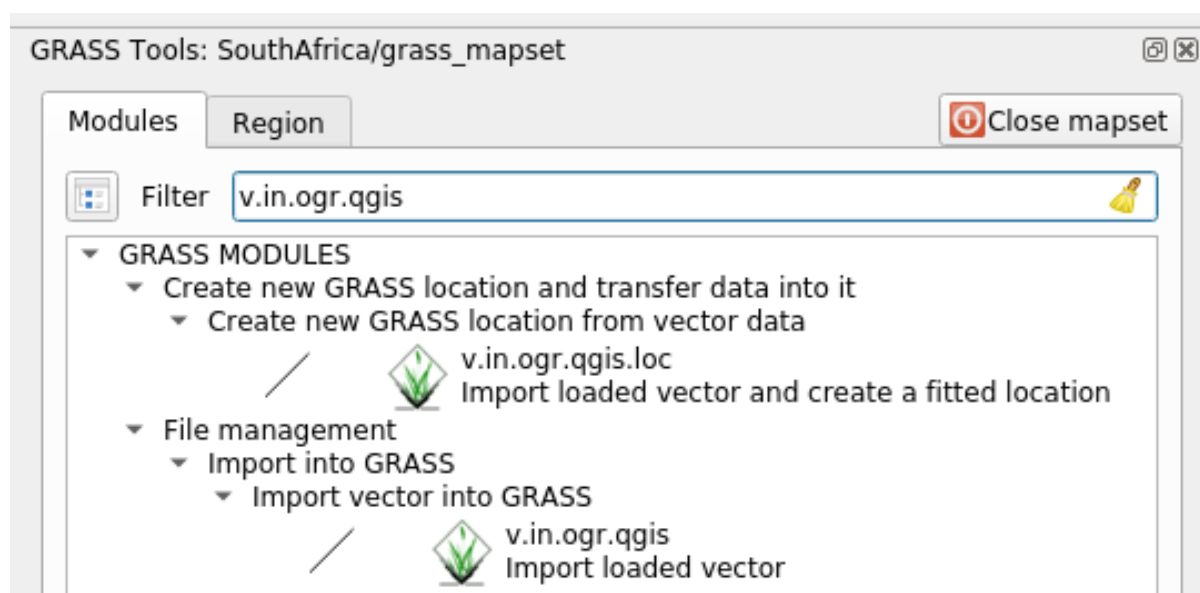 GRASS Tools: SouthAfrica/grass_mapset
Modules
Region
Close mapset
Filter
v.in.ogr.qgis
GRASS MODULES
Create new GRASS location and transfer data into it
Create new GRASS location from vector data
v.in.ogr.qgis.loc
Import loaded vector and create a fitted location
File management
Import into GRASS
Import vector into GRASS
v.in.ogr.qgis
Import loaded vector